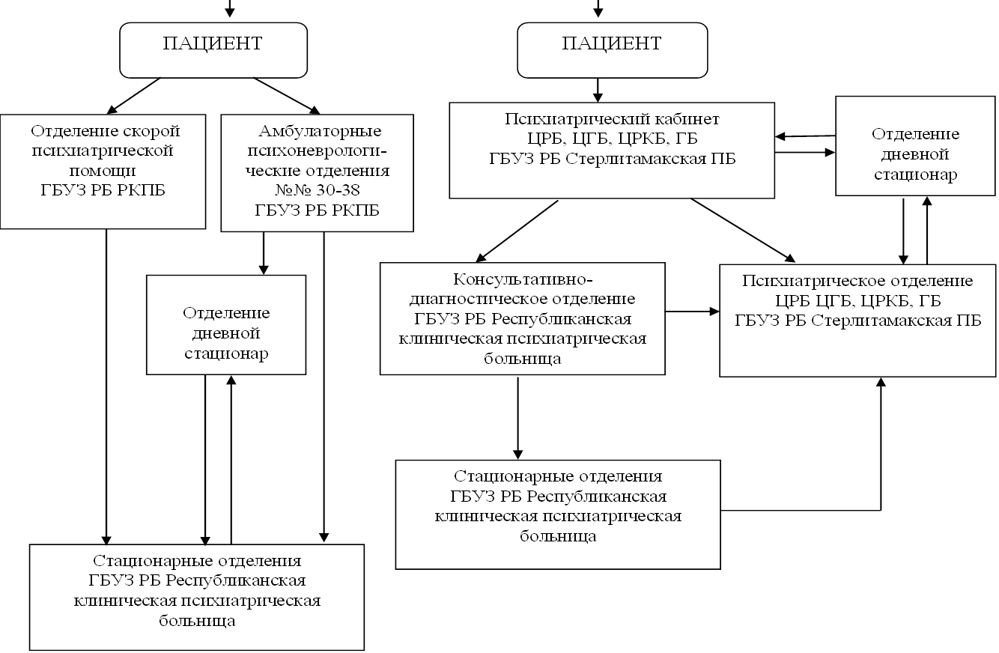 ПАЦИЕНТ
Отделение скорой
психиатрической
помощи
ГБУЗ РБ РКПБ
Амбулаторные
психоневрологи-
ческие отделения
№№ 30-38
ГБУЗ РБ РКПБ
Отделение
дневной
стационар
Стационарные отделения
ГБУЗ РБ Республиканская
клиническая психиатрическая
больница
ПАЦИЕНТ
Психиатрический кабинет
ЦРБ, ЦГБ, ЦРКБ, ГБ
ГБУЗ РБ Стерлитамакская ПБ
Отделение
дневной
стационар
Консультативно-
диагностическое отделение
ГБУЗ РБ Республиканская
клиническая психиатрическая
больница
Психиатрическое отделение
ЦРБ ЦГБ, ЦРКБ, ГБ
ГБУЗ РБ Стерлитамакская ПБ
Стационарные отделения
ГБУЗ РБ Республиканская
клиническая психиатрическая
больница